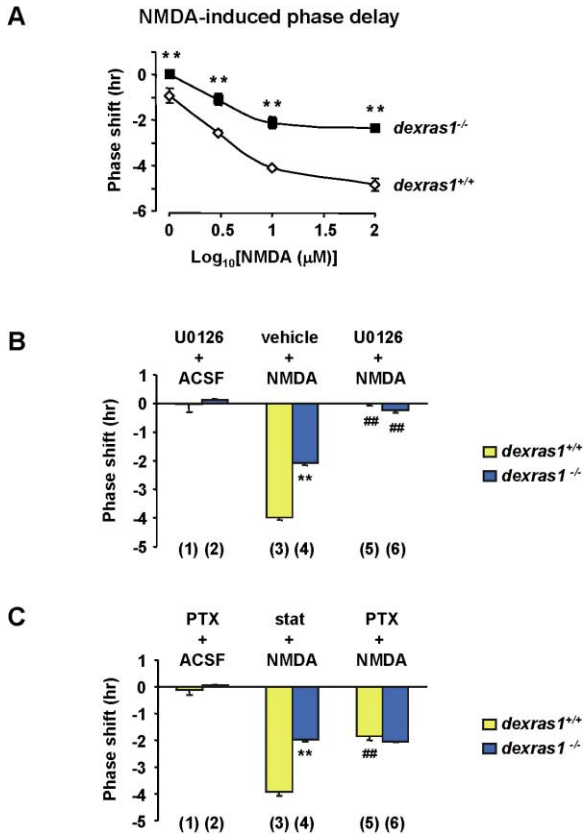 A
NMDA-induced phase delay
** ** ** **
0
-2
-4
-6
Phase shift (hr)
dexras1-/-
dexras1+/+
0 0.5 1 1.5 2
Log10[NMDA (μM)]
B
U0126 vehicle U0126
+ + +
ACSF NMDA NMDA
1
0
-1
-2
-3
-4
-5
Phase shift (hr)
## ##
**
(1) (2) (3) (4) (5) (6)
dexras1+/+
dexras1 -/-
C
PTX stat PTX
+ + +
ACSF NMDA NMDA
1
0
-1
-2
-3
-4
-5
Phase shift (hr)
** ##
(1) (2) (3) (4) (5) (6)
dexras1+/+
dexras1 -/-